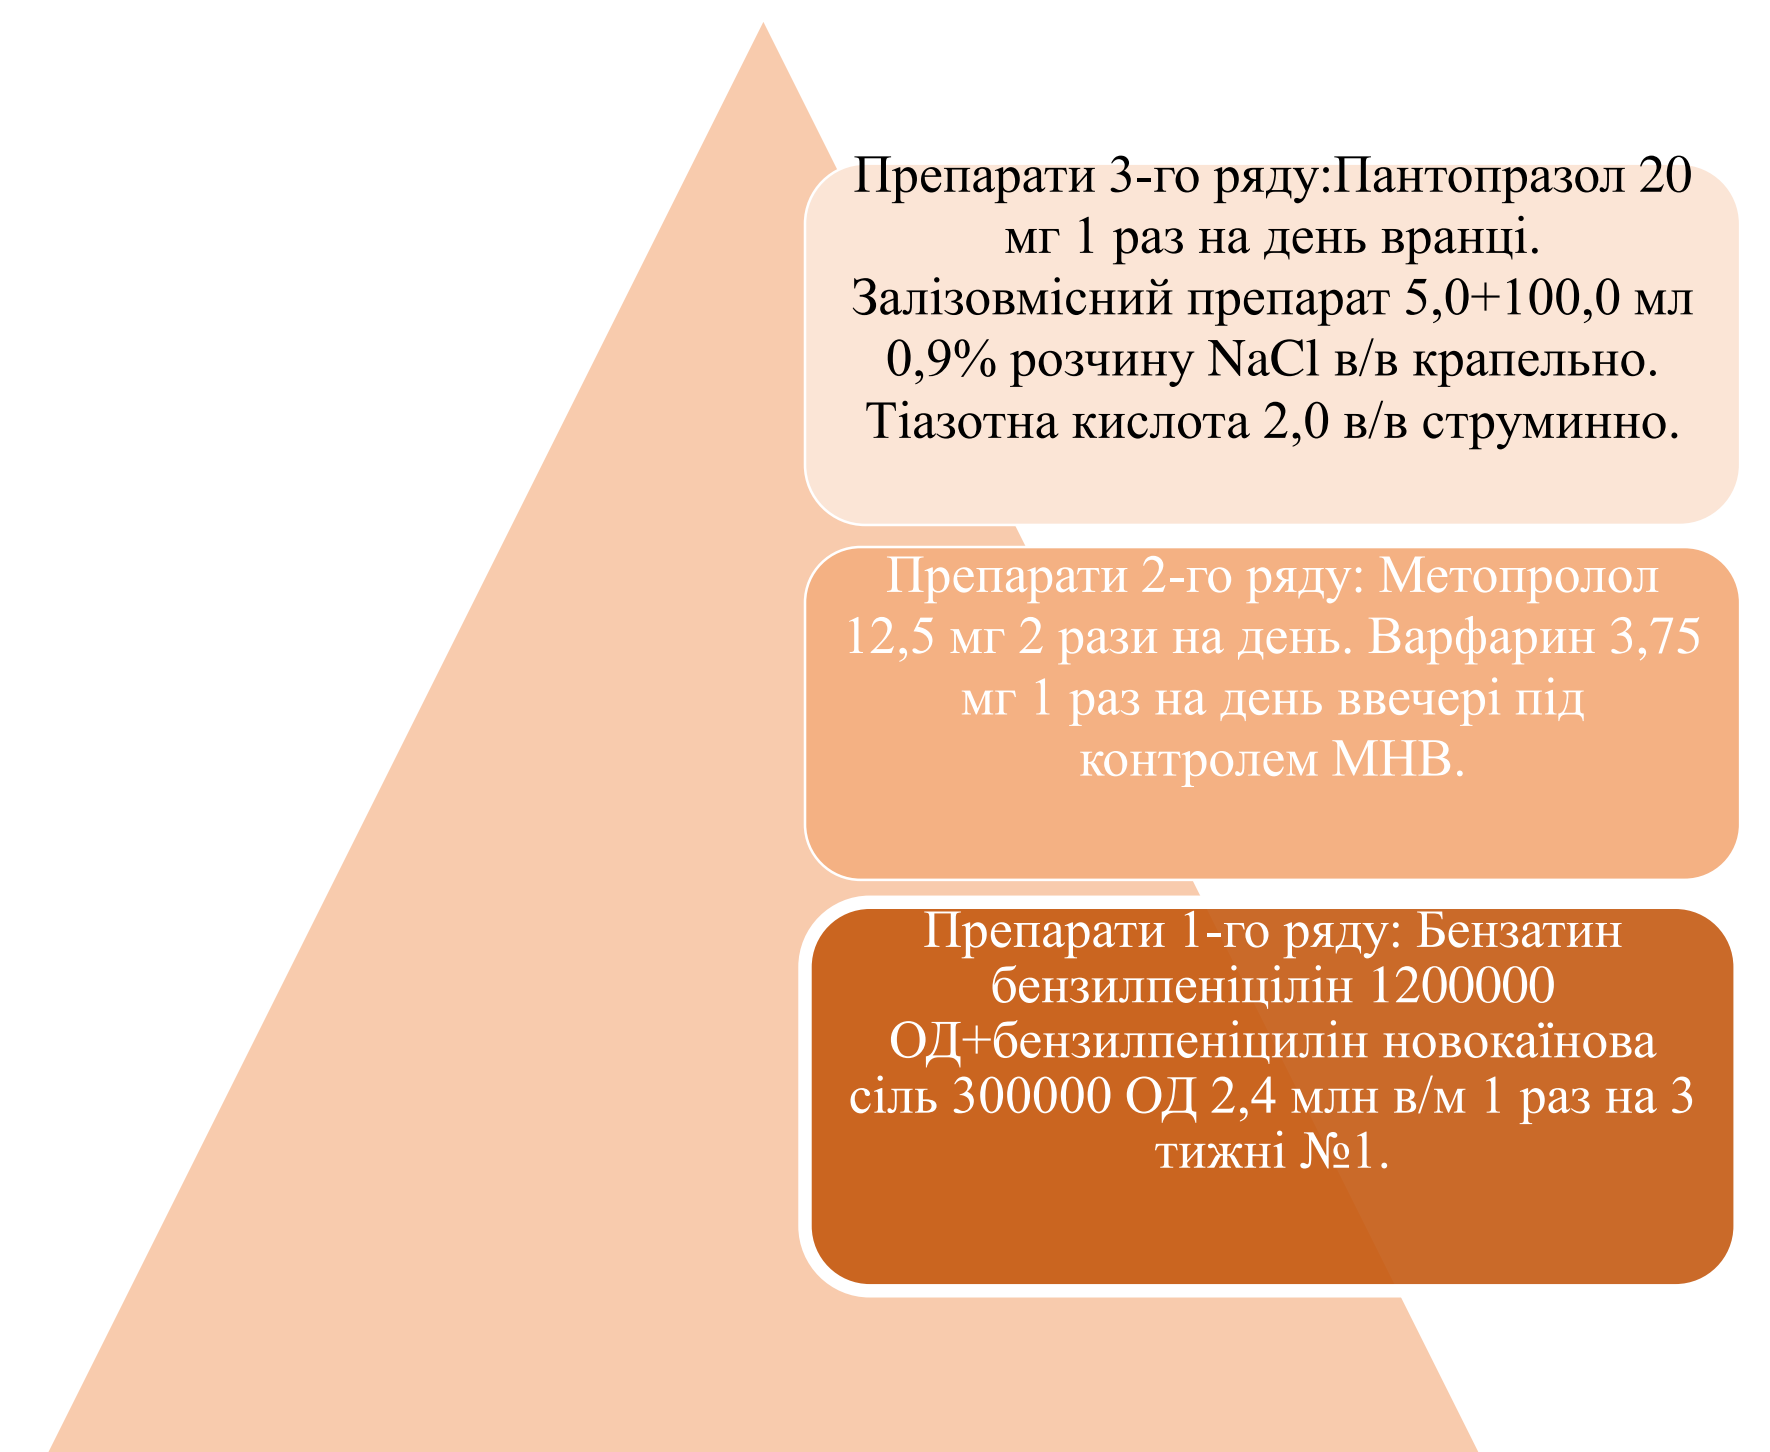 Препарати 3-го ряду:Пантопразол 20
мг 1 раз на день вранці.
Залізовмісний препарат 5,0+100,0 мл
0,9% розчину NaCl в/в крапельно.
Тіазотна кислота 2,0 в/в струминно.
Препарати 2-го ряду: Метопролол
12,5 мг 2 рази на день. Варфарин 3,75
мг 1 раз на день ввечері під
контролем МНВ.
Препарати 1-го ряду: Бензатин
бензилпеніцілін 1200000
ОД+бензилпеніцилін новокаїнова
сіль 300000 ОД 2,4 млн в/м 1 раз на 3
тижні №1.